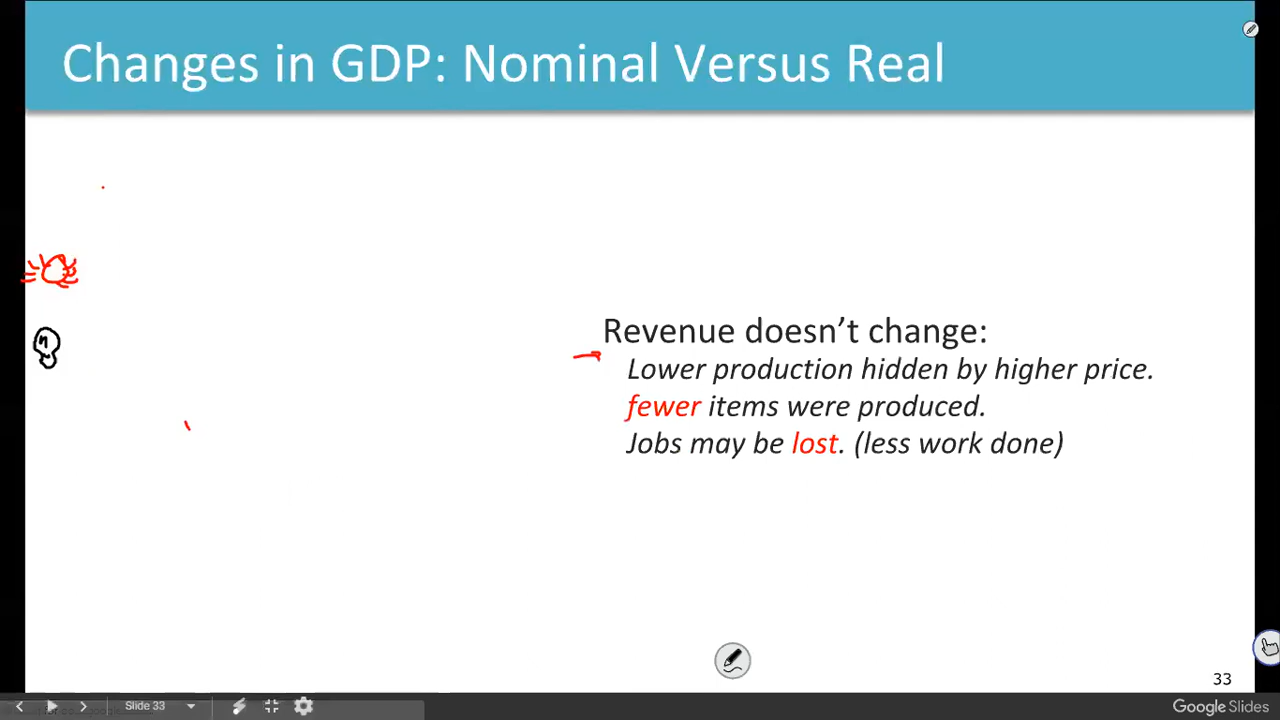 Changes in GDP: Nominal Versus Real
Revenue doesn’t change:
Lower production hidden by higher price.
fewer items were produced.
Jobs may be lost. (less work done)
33
Slide 33
Google Slides